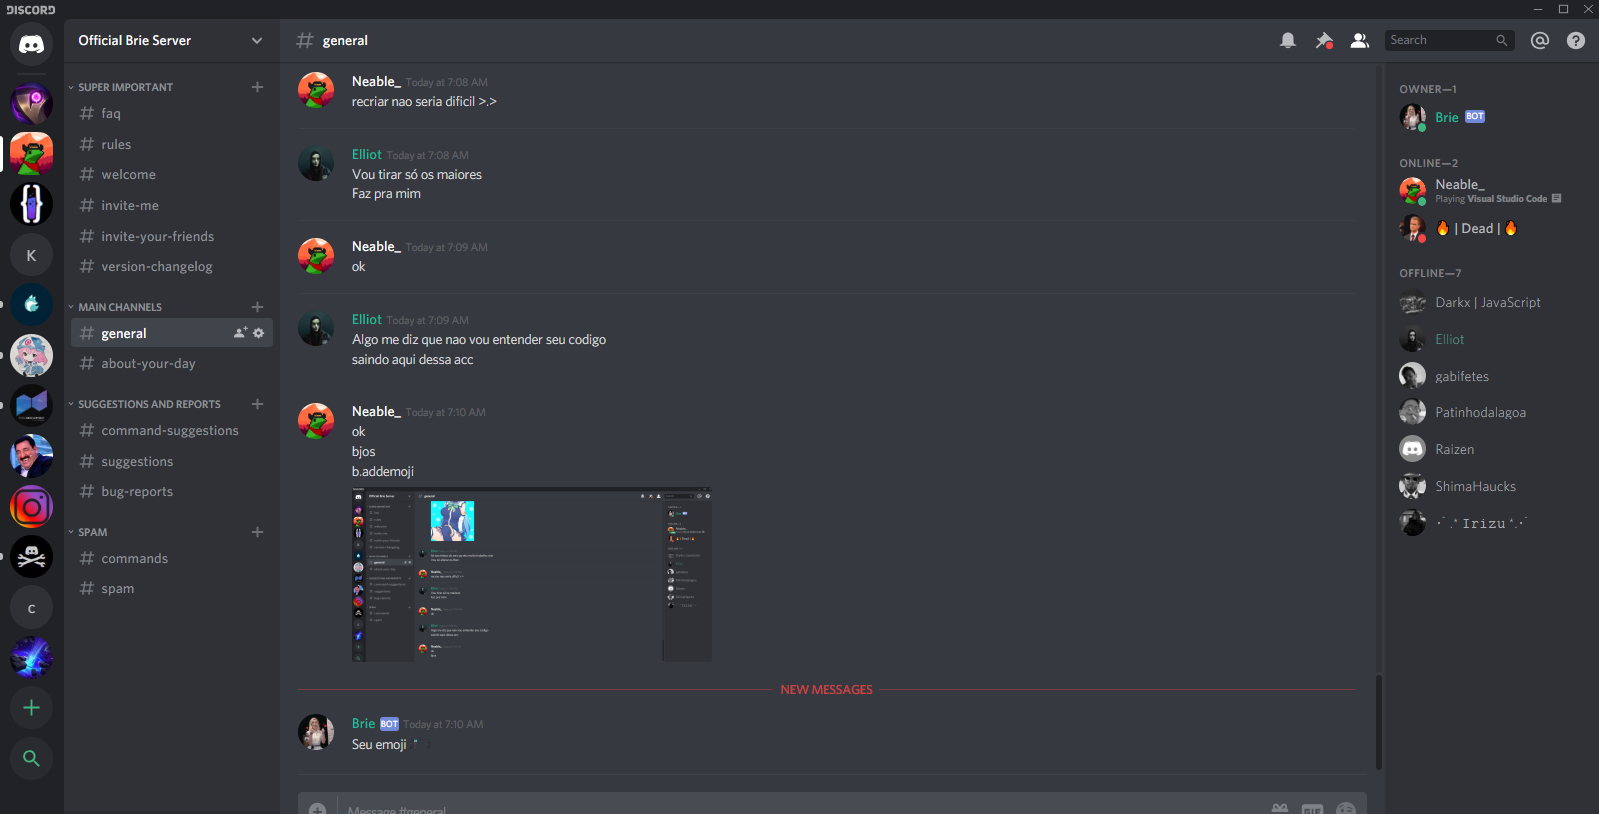 DISCORD
Official Brie Server
SUPER IMPORTANT
faq
rules
welcome
invite-me
invite-your-friends
version-changelog
MAIN CHANNELS
general
about-your-day
SUGGESTIONS AND REPORTS
command-suggestions
suggestions
bug-reports
SPAM
commands
spam
K
c
# general
Search
Neable_ Today at 7:08 AM
recriar nao seria dificil >.>
Elliot Today at 7:08 AM
Vou tirar só os maiores
Faz pra mim
Neable_ Today at 7:09 AM
ok
Elliot Today at 7:09 AM
Algo me diz que nao vou entender seu codigo
saindo aqui dessa acc
Neable_ Today at 7:10 AM
ok
bjos
b.addemoji
Official Brie Server
general
NEW MESSAGES
Brie BOT Today at 7:10 AM
Seu emoji
Message #general
GIF
OWNER—1
Brie BOT
ONLINE—2
Neable_
Playing Visual Studio Code
| Dead |
OFFLINE—7
Darkx | JavaScript
Elliot
gabifetes
Patinhodalagoa
Raizen
ShimaHaucks
Irizu